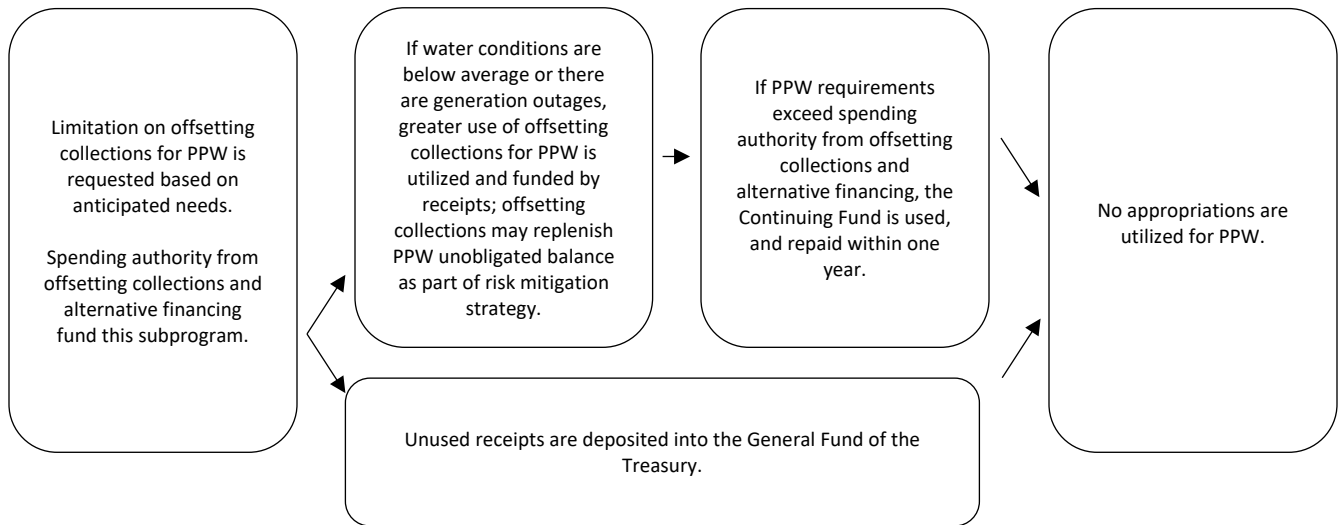 Limitation on offsetting
collections for PPW is
requested based on
anticipated needs.
Spending authority from
offsetting collections and
alternative financing
fund this subprogram.
If water conditions are
below average or there
are generation outages,
greater use of offsetting
collections for PPW is
utilized and funded by
receipts; offsetting
collections may replenish
PPW unobligated balance
as part of risk mitigation
strategy.
If PPW requirements
exceed spending
authority from offsetting
collections and
alternative financing, the
Continuing Fund is used,
and repaid within one
year.
Unused receipts are deposited into the General Fund of the
Treasury.
No appropriations are
utilized for PPW.